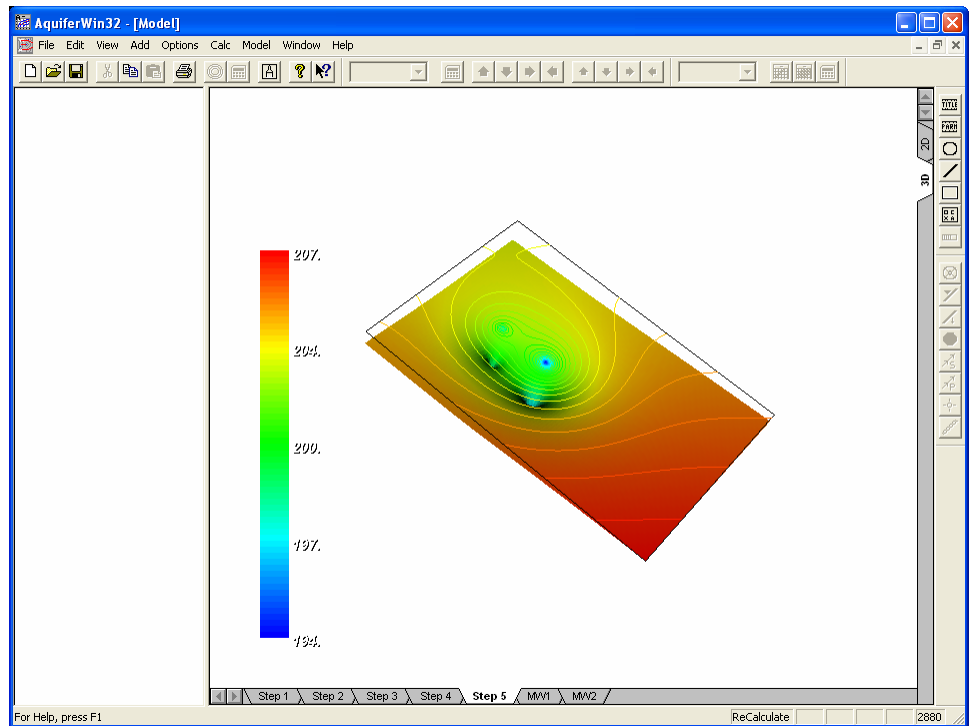 AquiferWin32 - [Model]
File Edit View Add Options Calc Model Window Help
A
TITLE
PARM
2D
3D
207.
204.
200.
197.
194.
Step 1 Step 2 Step 3 Step 4 Step 5 MW1 MW2
For Help, press F1 ReCalculate 2880